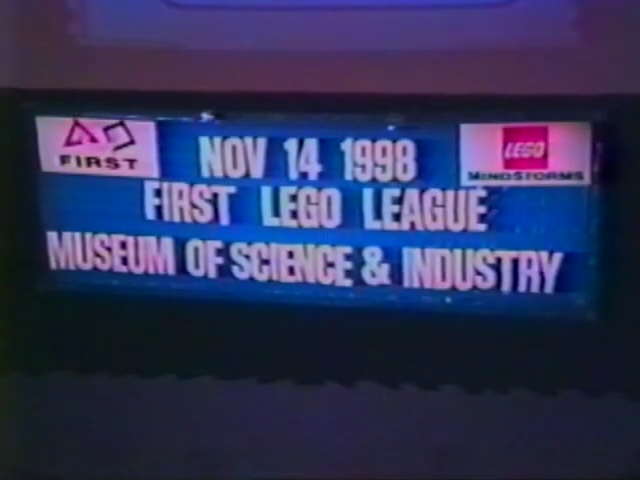 FIRST
NOV 14 1998
LEGO
MINDSTORMS
FIRST LEGO LEAGUE
MUSEUM OF SCIENCE & INDUSTRY